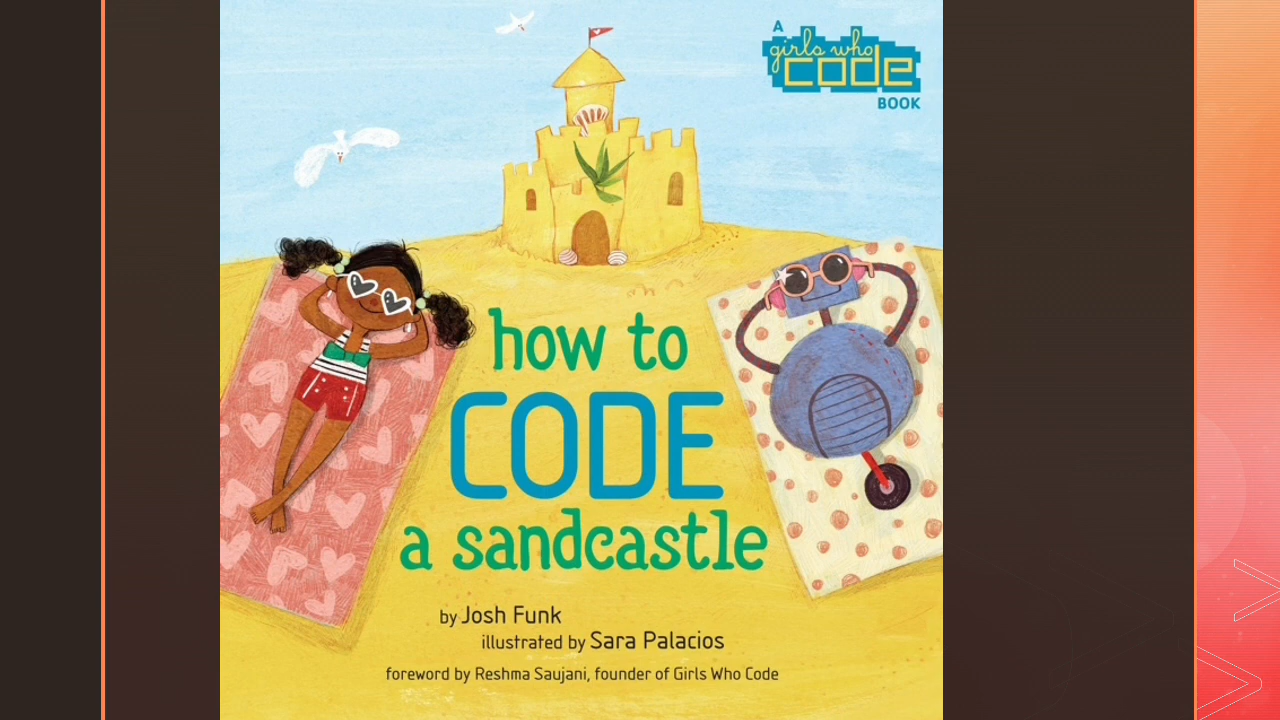 A
girls who
code
BOOK
how to
CODE
a sandcastle
by Josh Funk
illustrated by Sara Palacios
foreword by Reshma Saujani, founder of Girls Who Code